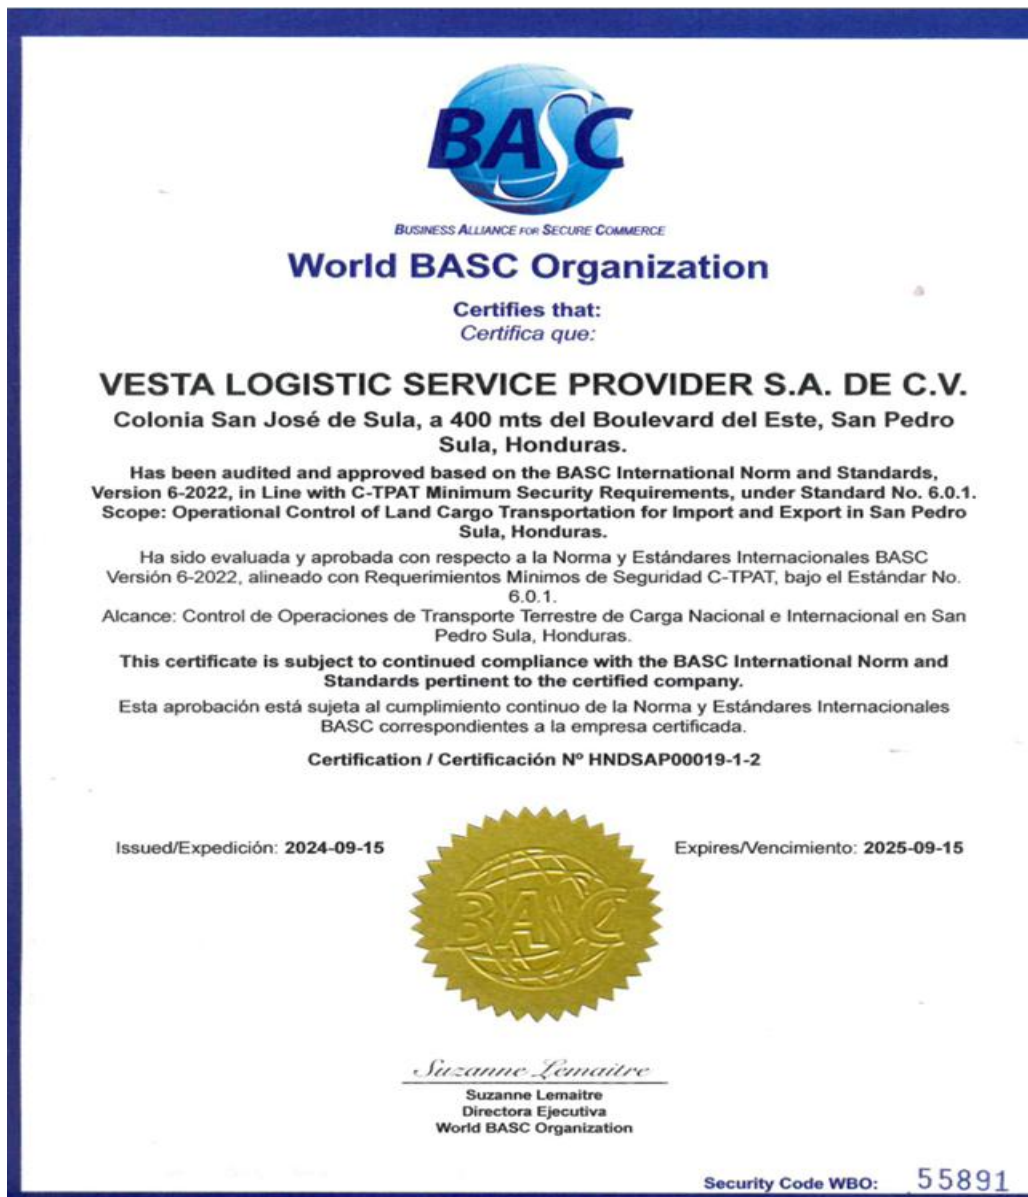 BASC
BUSINESS ALLIANCE FOR SECURE COMMERCE
World BASC Organization
Certifies that:
Certifica que:
VESTA LOGISTIC SERVICE PROVIDER S.A. DE C.V.
Colonia San José de Sula, a 400 mts del Boulevard del Este, San Pedro
Sula, Honduras.
Has been audited and approved based on the BASC International Norm and Standards,
Version 6-2022, in Line with C-TPAT Minimum Security Requirements, under Standard No. 6.0.1.
Scope: Operational Control of Land Cargo Transportation for Import and Export in San Pedro
Sula, Honduras.
Ha sido evaluada y aprobada con respecto a la Norma y Estándares Internacionales BASC
Versión 6-2022, alineado con Requerimientos Mínimos de Seguridad C-TPAT, bajo el Estándar No.
6.0.1.
Alcance: Control de Operaciones de Transporte Terrestre de Carga Nacional e Internacional en San
Pedro Sula, Honduras.
This certificate is subject to continued compliance with the BASC International Norm and
Standards pertinent to the certified company.
Esta aprobación está sujeta al cumplimiento continuo de la Norma y Estándares Internacionales
BASC correspondientes a la empresa certificada.
Certification / Certificación Nº HNDSAP00019-1-2
Issued/Expedición: 2024-09-15
Expires/Vencimiento: 2025-09-15
BASC
Suzanne Lemaitre
Suzanne Lemaitre
Directora Ejecutiva
World BASC Organization
Security Code WBO: 55891